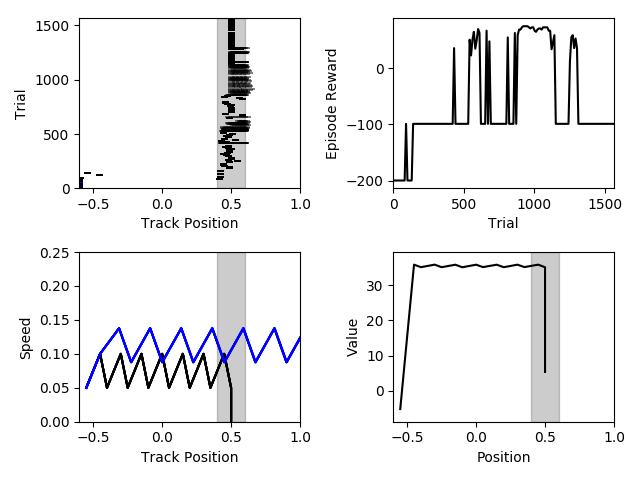 1500
1000
500
0
Trial
−0.5 0.0 0.5 1.0
Track Position
0
−100
−200
Episode Reward
0 500 1000 1500
Trial
0.25
0.20
0.15
0.10
0.05
0.00
Speed
−0.5 0.0 0.5 1.0
Track Position
30
20
10
0
Value
−0.5 0.0 0.5 1.0
Position